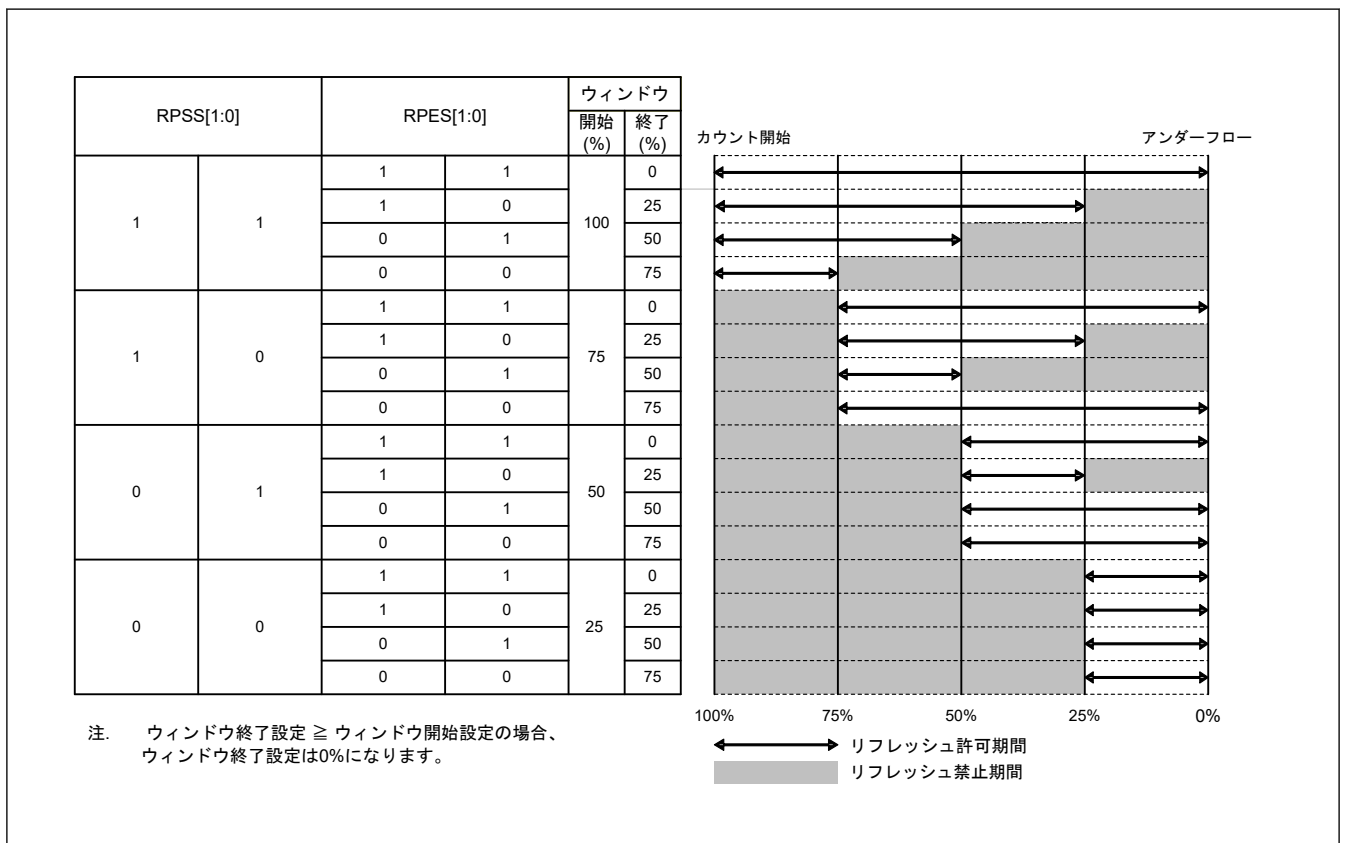 RPSS[1:0] RPES[1:0] ウィンドウ
開始 (%) 終了 (%)
カウント開始 アンダーフロー
1 1 0
1 0 25
1 1 100
0 1 50
0 0 75
1 1 0
1 0 25
1 0 75
0 1 50
0 0 75
1 1 0
1 0 25
0 1 50
0 1 50
0 0 75
1 1 0
1 0 25
0 0 25
0 1 50
0 0 75
100% 75% 50% 25% 0%
注. ウィンドウ終了設定 ≧ ウィンドウ開始設定の場合、
ウィンドウ終了設定は0%になります。
リフレッシュ許可期間
リフレッシュ禁止期間